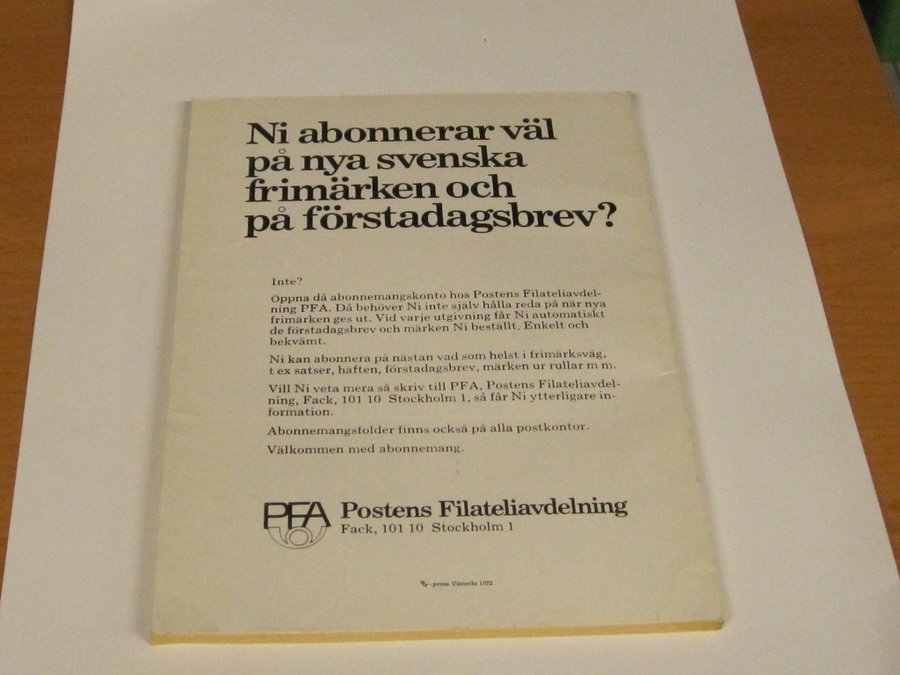 Ni abonnerar väl
på nya svenska
frimärken och
på förstadagsbrev?
Inte?
Öppna då abonnemangskonto hos Postens Filateliavdel-
ning PFA. Då behöver Ni inte själv hålla reda på när nya
frimärken ges ut. Vid varje utgivning får Ni automatiskt
de förstadagsbrev och märken Ni beställt. Enkelt och
bekvämt.
Ni kan abonnera på nästan vad som helst i frimärksväg,
t ex satser, häften, förstadagsbrev, märken ur rullar m m.
Vill Ni veta mera så skriv till PFA, Postens Filateliavdel-
ning, Fack, 101 10 Stockholm 1, så får Ni ytterligare in-
formation.
Abonnemangsfolder finns också på alla postkontor.
Välkommen med abonnemang.
PFA Postens Filateliavdelning
Fack, 101 10 Stockholm 1
-press Västerås 1972